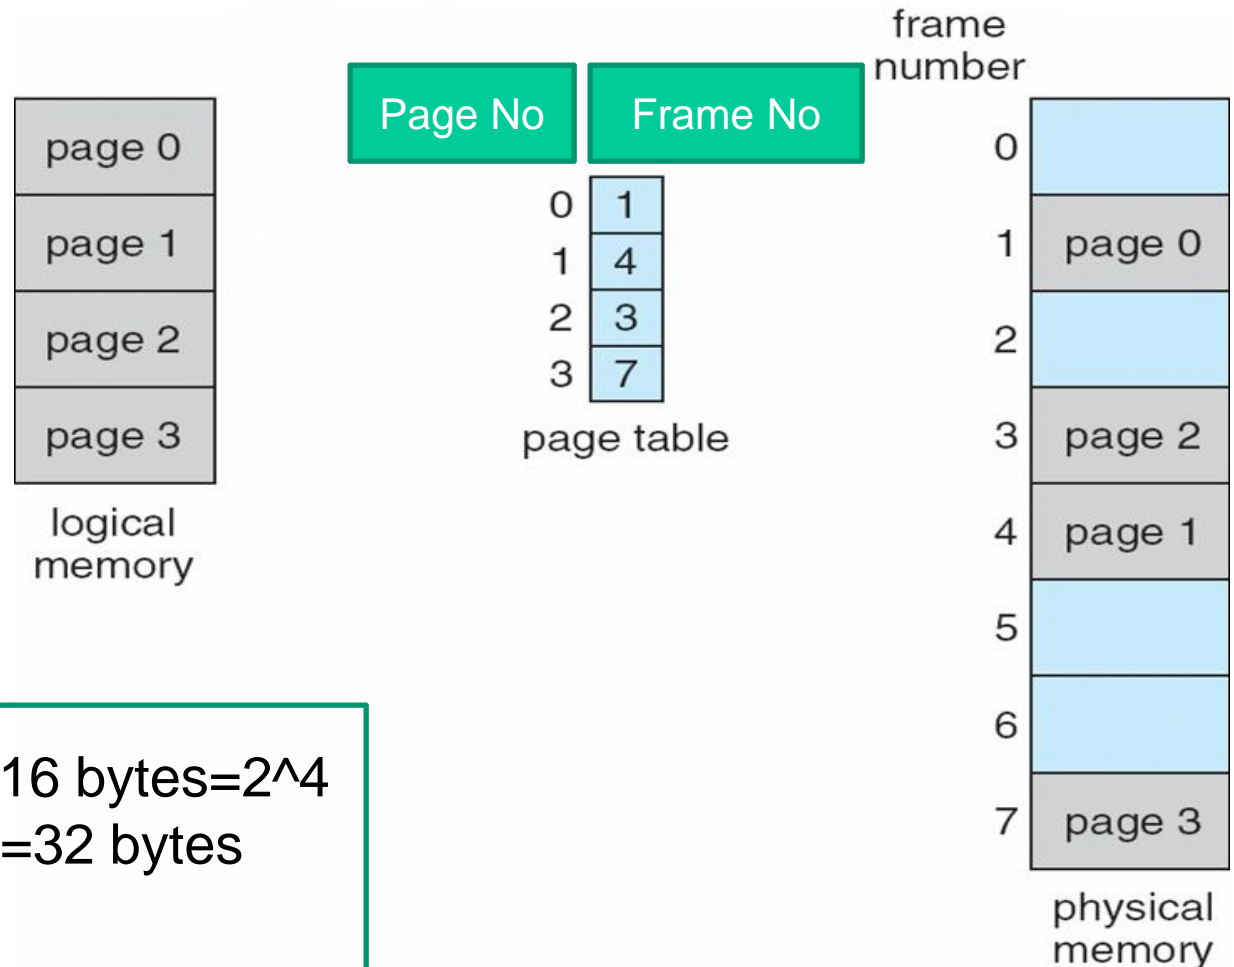 page 0
page 1
page 2
page 3
logical
memory
Page No Frame No
0 1
1 4
2 3
3 7
page table
frame
number
0
1 page 0
2
3 page 2
4 page 1
5
6
7 page 3
physical
memory
16 bytes=2^4
=32 bytes